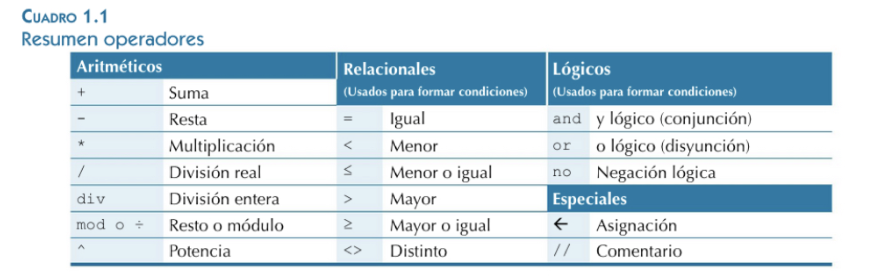 CUADRO 1.1
Resumen operadores
Aritméticos Relacionales Lógicos
(Usados para formar condiciones) (Usados para formar condiciones)
+ Suma
- Resta = Igual and y lógico (conjunción)
* Multiplicación < Menor or o lógico (disyunción)
/ División real ≤ Menor o igual no Negación lógica
div División entera > Mayor Especiales
mod o ÷ Resto o módulo ≥ Mayor o igual ← Asignación
^ Potencia <> Distinto // Comentario